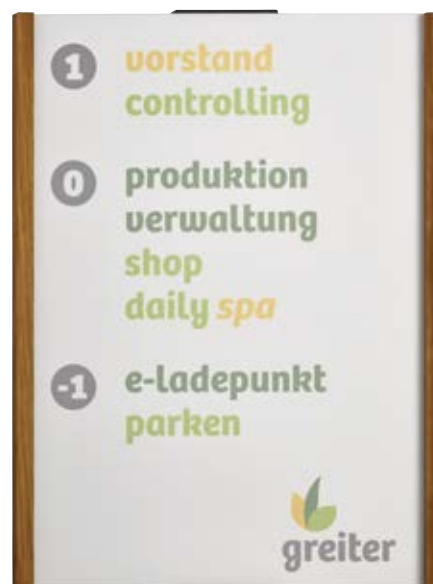 1 vorstand
controlling
0 produktion
verwaltung
shop
daily spa
-1 e-ladepunkt
parken
greiter